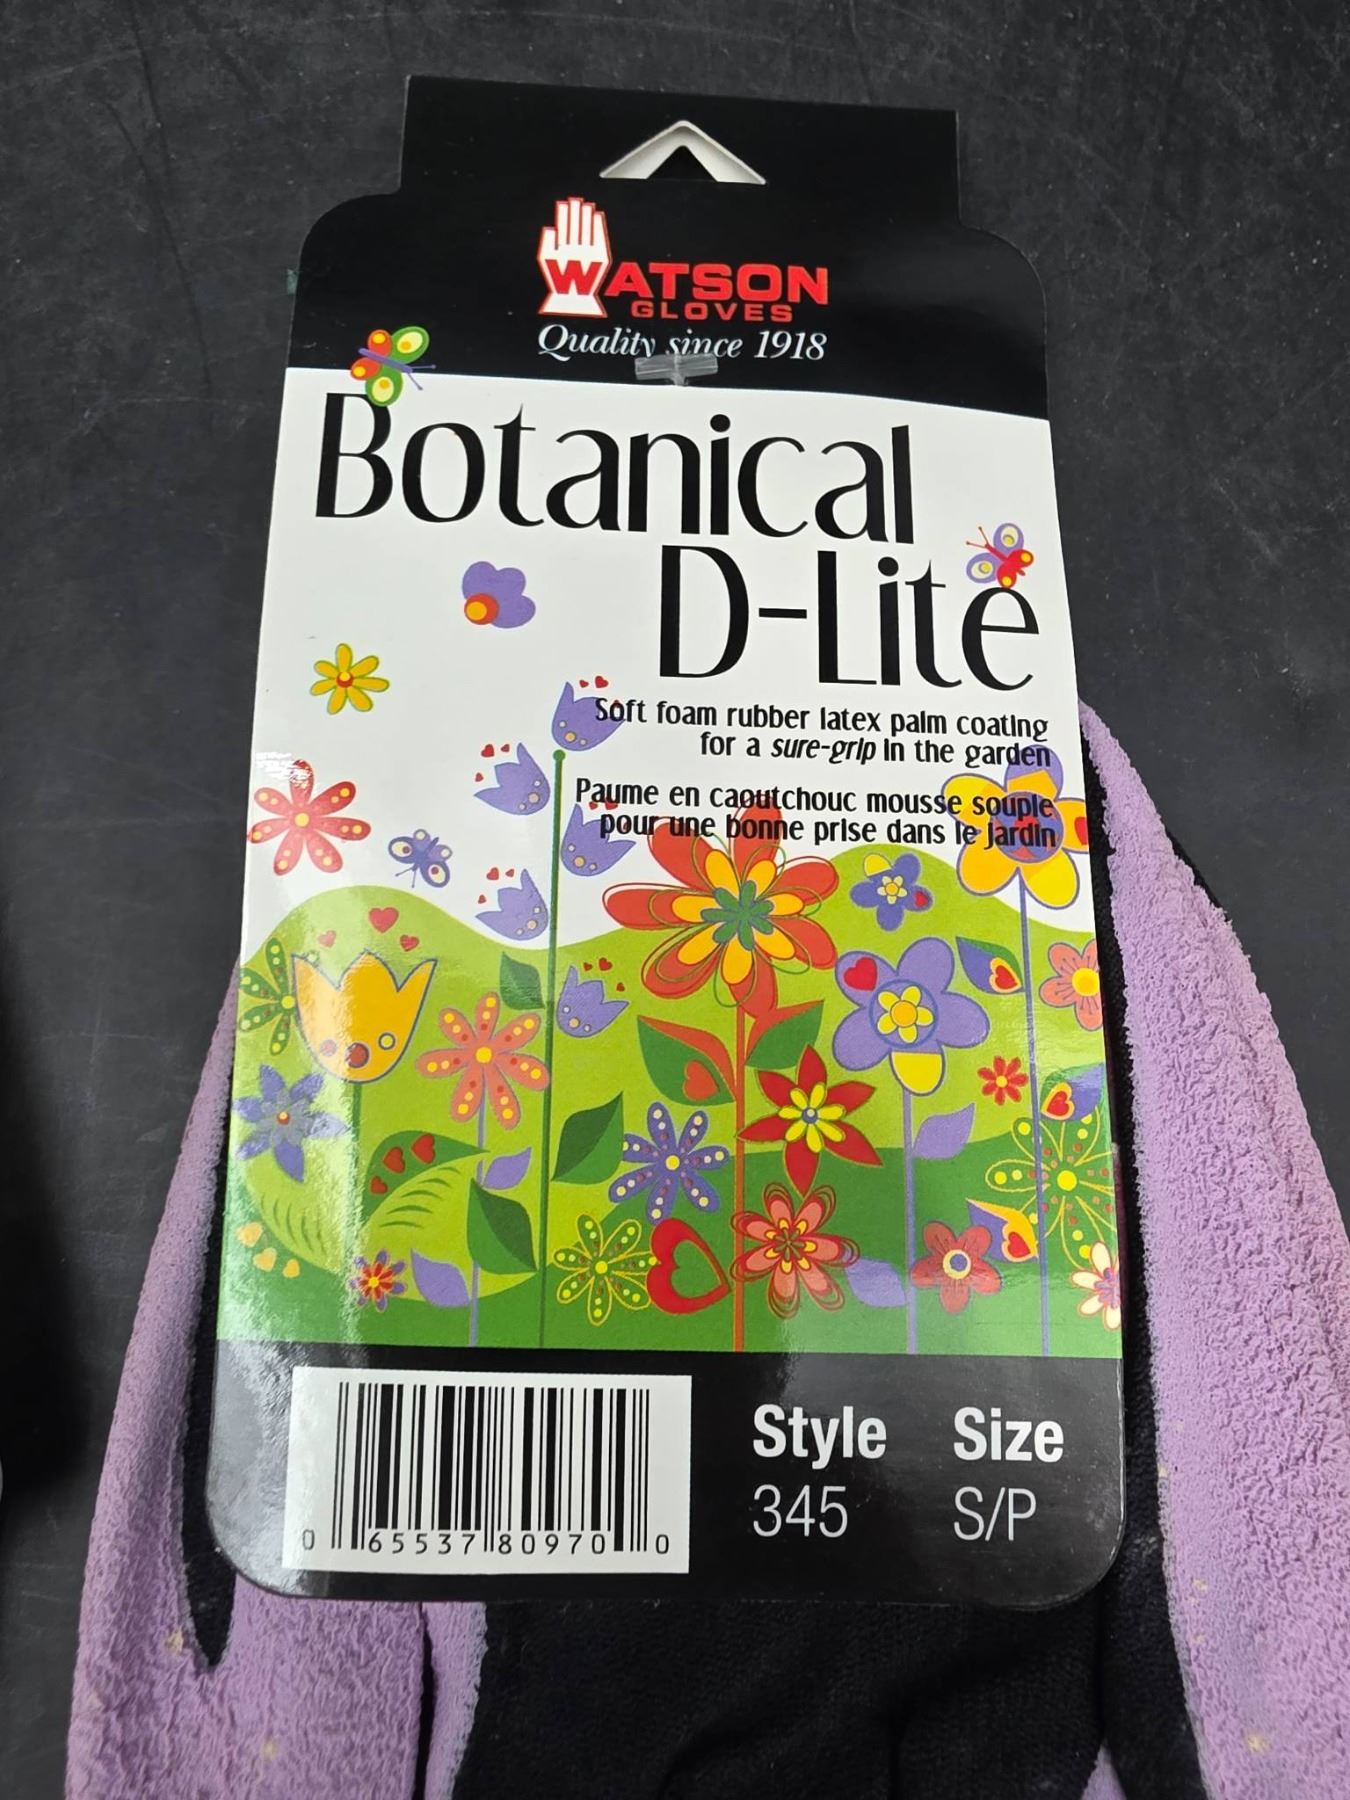 WATSON
GLOVES
Quality since 1918
Botanical
D-Lite
Soft foam rubber latex palm coating
for a sure-grip in the garden
Paume en caoutchouc mousse souple
pour une bonne prise dans le jardin
Style Size
345 S/P
0 65537 80970 0